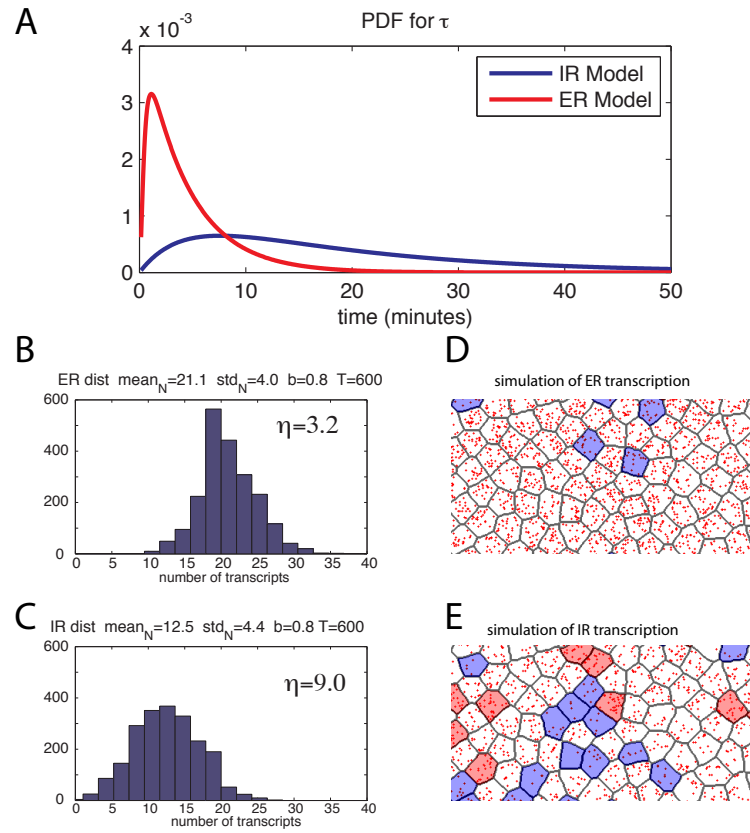 A
PDF for τ
x 10⁻³
4
3
2
1
0
IR Model
ER Model
0 10 20 30 40 50
time (minutes)
B
ER dist mean_N=21.1 std_N=4.0 b=0.8 T=600
600
400
200
0
η=3.2
0 5 10 15 20 25 30 35 40
number of transcripts
D
simulation of ER transcription
C
IR dist mean_N=12.5 std_N=4.4 b=0.8 T=600
600
400
200
0
η=9.0
0 5 10 15 20 25 30 35 40
number of transcripts
E
simulation of IR transcription